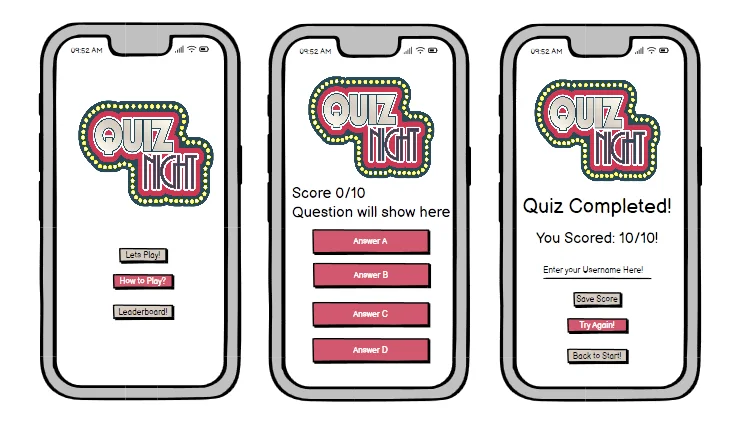 09:52 AM
QUIZ
NIGHT
Lets Play!
How to Play?
Leaderboard!
09:52 AM
QUIZ
NIGHT
Score 0/10
Question will show here
Answer A
Answer B
Answer C
Answer D
09:52 AM
QUIZ
NIGHT
Quiz Completed!
You Scored: 10/10!
Enter your Username Here!
Save Score
Try Again!
Back to Start!